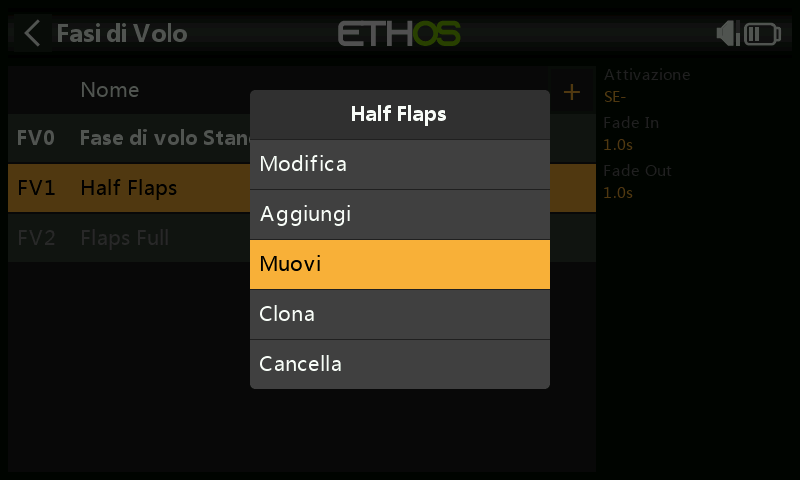 Fasi di Volo
ETHOS
Nome
+
Attivazione
SE-
Fade In
1.0s
Fade Out
1.0s
FV0 Fase di volo Stan
FV1 Half Flaps
FV2 Flaps Full
Half Flaps
Modifica
Aggiungi
Muovi
Clona
Cancella